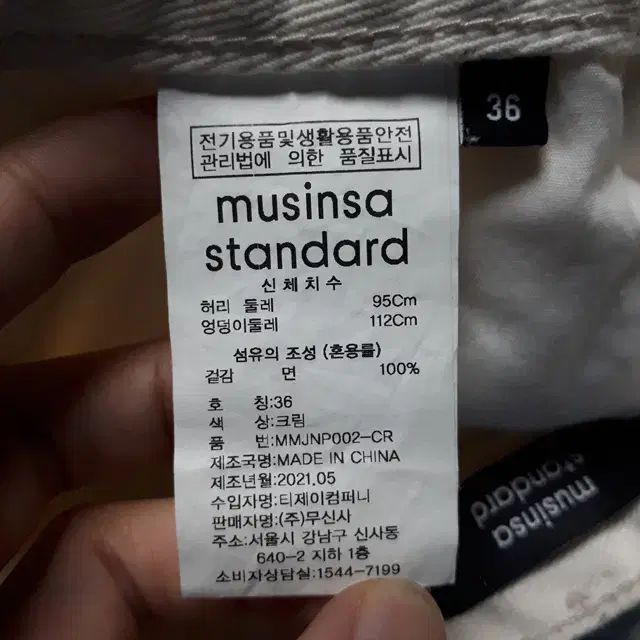 36
전기용품및생활용품안전
관리법에 의한 품질표시
musinsa
standard
신체치수
허리 둘레 95Cm
엉덩이둘레 112Cm
섬유의 조성 (혼용률)
겉감 면 100%
호 칭:36
색 상:크림
품 번:MMJNP002-CR
제조국명:MADE IN CHINA
제조년월:2021.05
수입자명:티제이컴퍼니
판매자명:(주)무신사
주소:서울시 강남구 신사동
640-2 지하 1층
소비자상담실:1544-7199
musinsa
standard